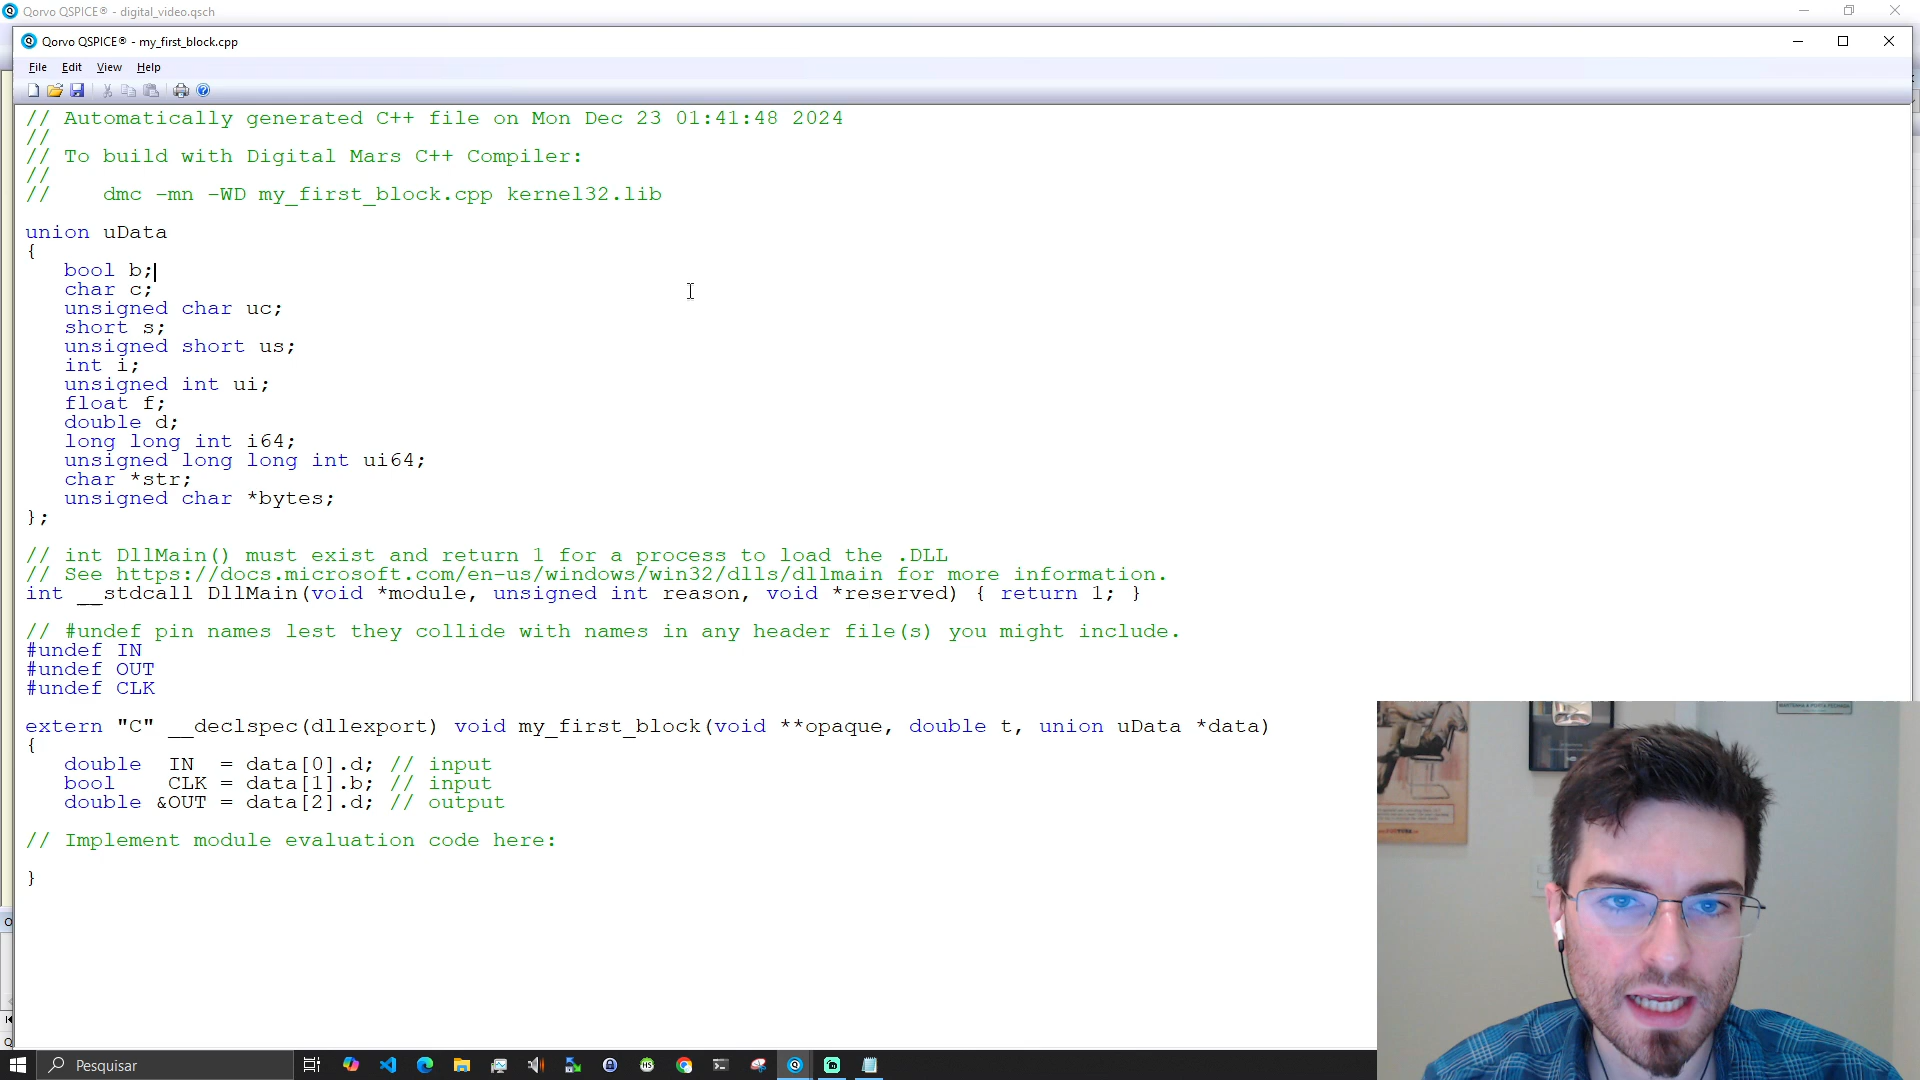 Qorvo QSPICE® - digital_video.qsch
Qorvo QSPICE® - my_first_block.cpp
File Edit View Help
// Automatically generated C++ file on Mon Dec 23 01:41:48 2024
//
// To build with Digital Mars C++ Compiler:
//
//    dmc -mn -WD my_first_block.cpp kernel32.lib
union uData
{
   bool b;
   char c;
   unsigned char uc;
   short s;
   unsigned short us;
   int i;
   unsigned int ui;
   float f;
   double d;
   long long int i64;
   unsigned long long int ui64;
   char *str;
   unsigned char *bytes;
};
// int DllMain() must exist and return 1 for a process to load the .DLL
// See https://docs.microsoft.com/en-us/windows/win32/dlls/dllmain for more information.
int __stdcall DllMain(void *module, unsigned int reason, void *reserved) { return 1; }
// #undef pin names lest they collide with names in any header file(s) you might include.
#undef IN
#undef OUT
#undef CLK
extern "C" __declspec(dllexport) void my_first_block(void **opaque, double t, union uData *data)
{
   double  IN  = data[0].d; // input
   bool    CLK = data[1].b; // input
   double &OUT = data[2].d; // output
// Implement module evaluation code here:
}
Pesquisar